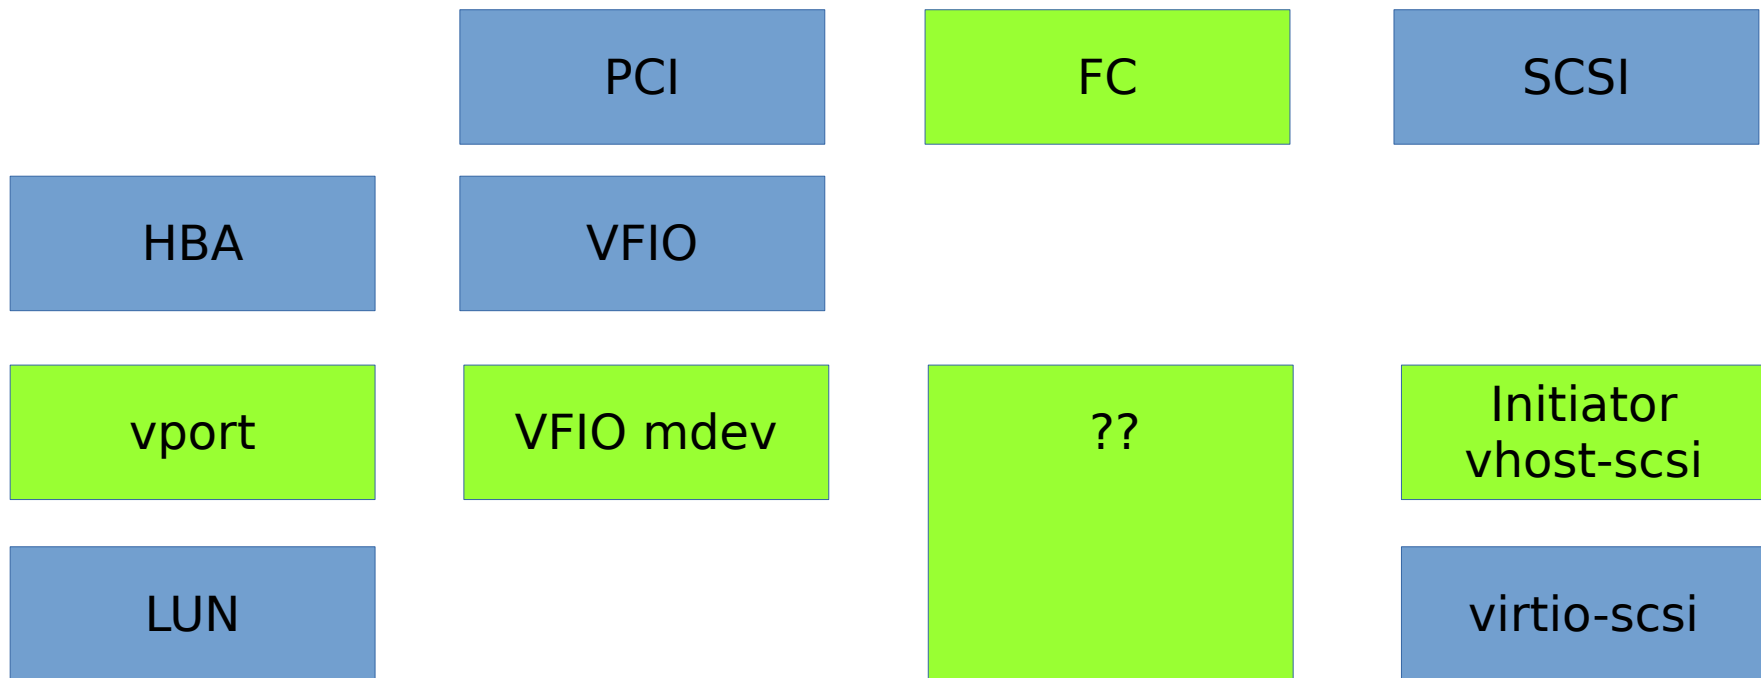 PCI
FC
SCSI
HBA
VFIO
vport
VFIO mdev
??
Initiator
vhost-scsi
LUN
virtio-scsi